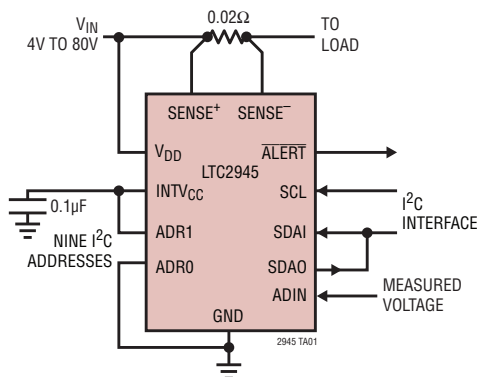 V_IN
4V TO 80V
0.02Ω
TO
LOAD
SENSE⁺ SENSE⁻
V_DD
LTC2945
ALERT
INTV_CC
SCL
0.1µF
I²C
INTERFACE
NINE I²C
ADDRESSES
ADR1
SDAI
ADR0
SDAO
ADIN
MEASURED
VOLTAGE
GND
2945 TA01